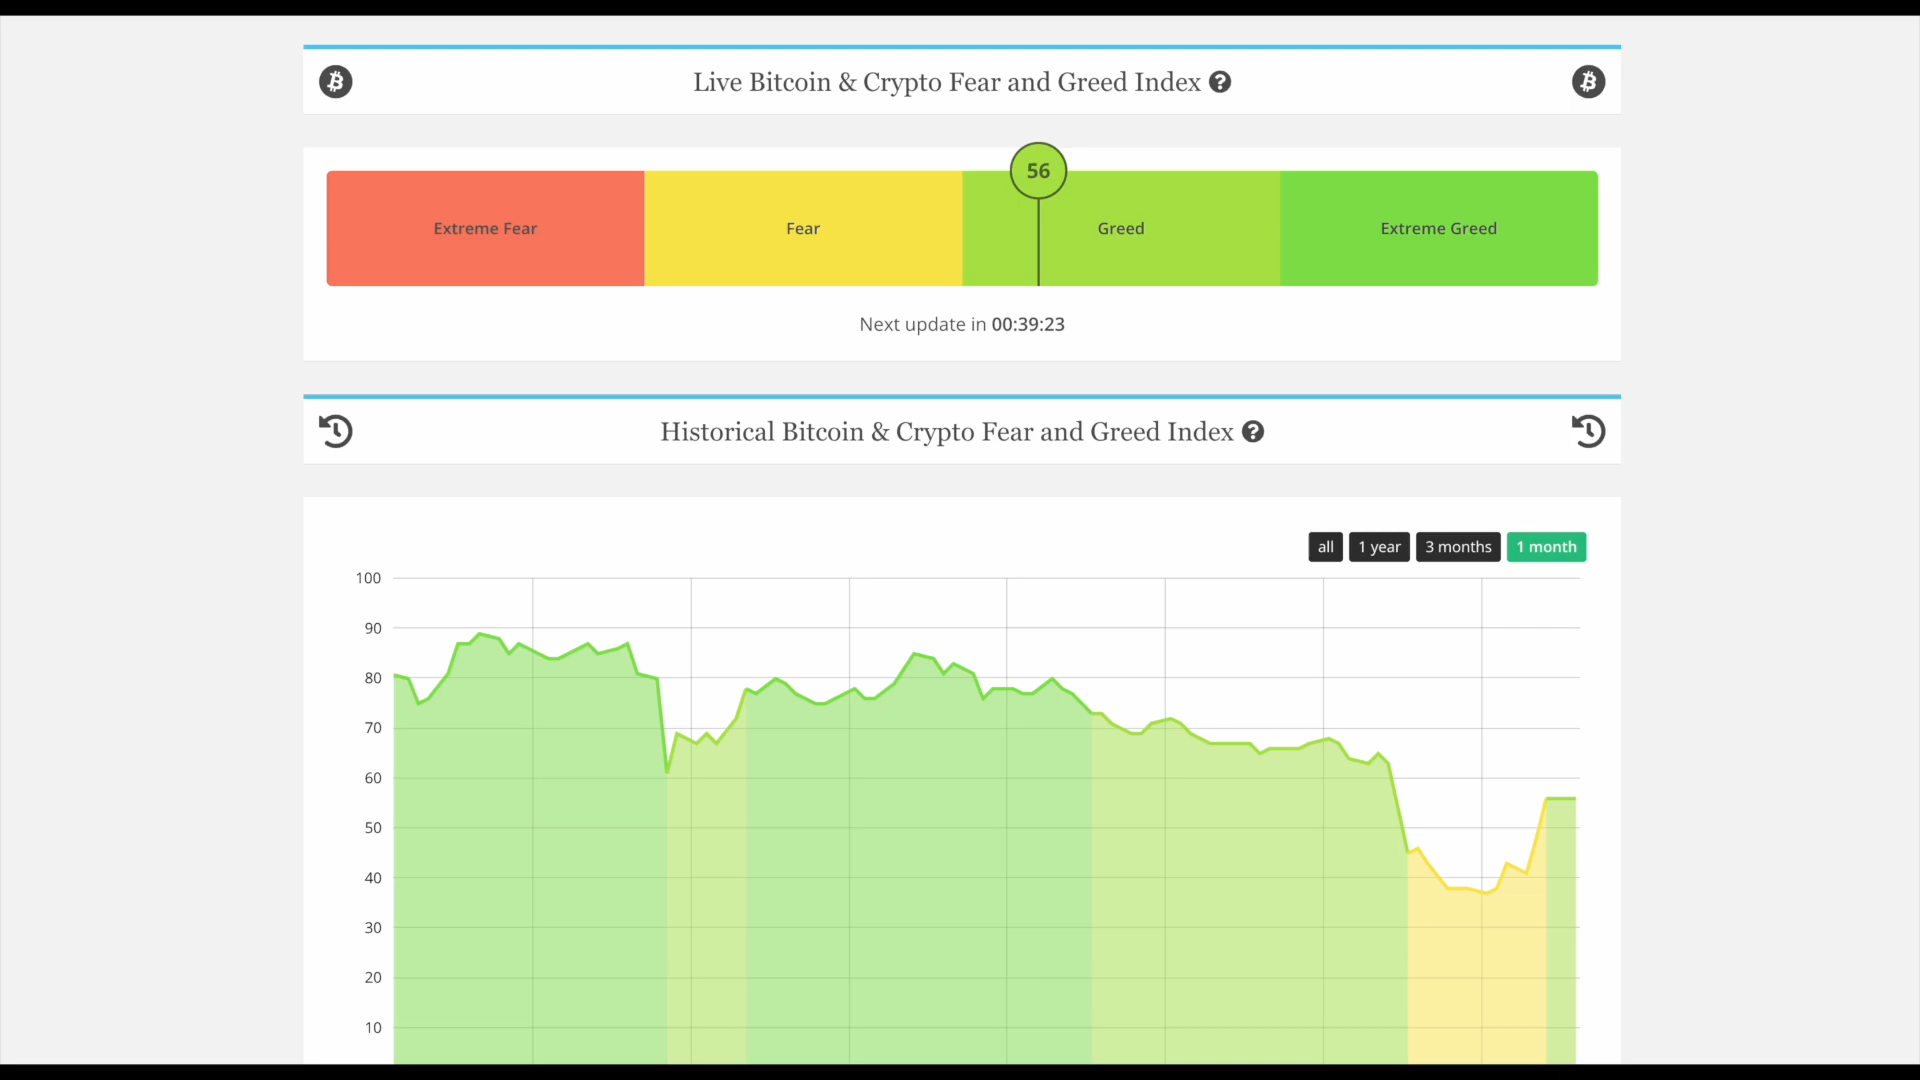 Live Bitcoin & Crypto Fear and Greed Index ?
56
Extreme Fear Fear Greed Extreme Greed
Next update in 00:39:23
Historical Bitcoin & Crypto Fear and Greed Index ?
all 1 year 3 months 1 month
100
90
80
70
60
50
40
30
20
10